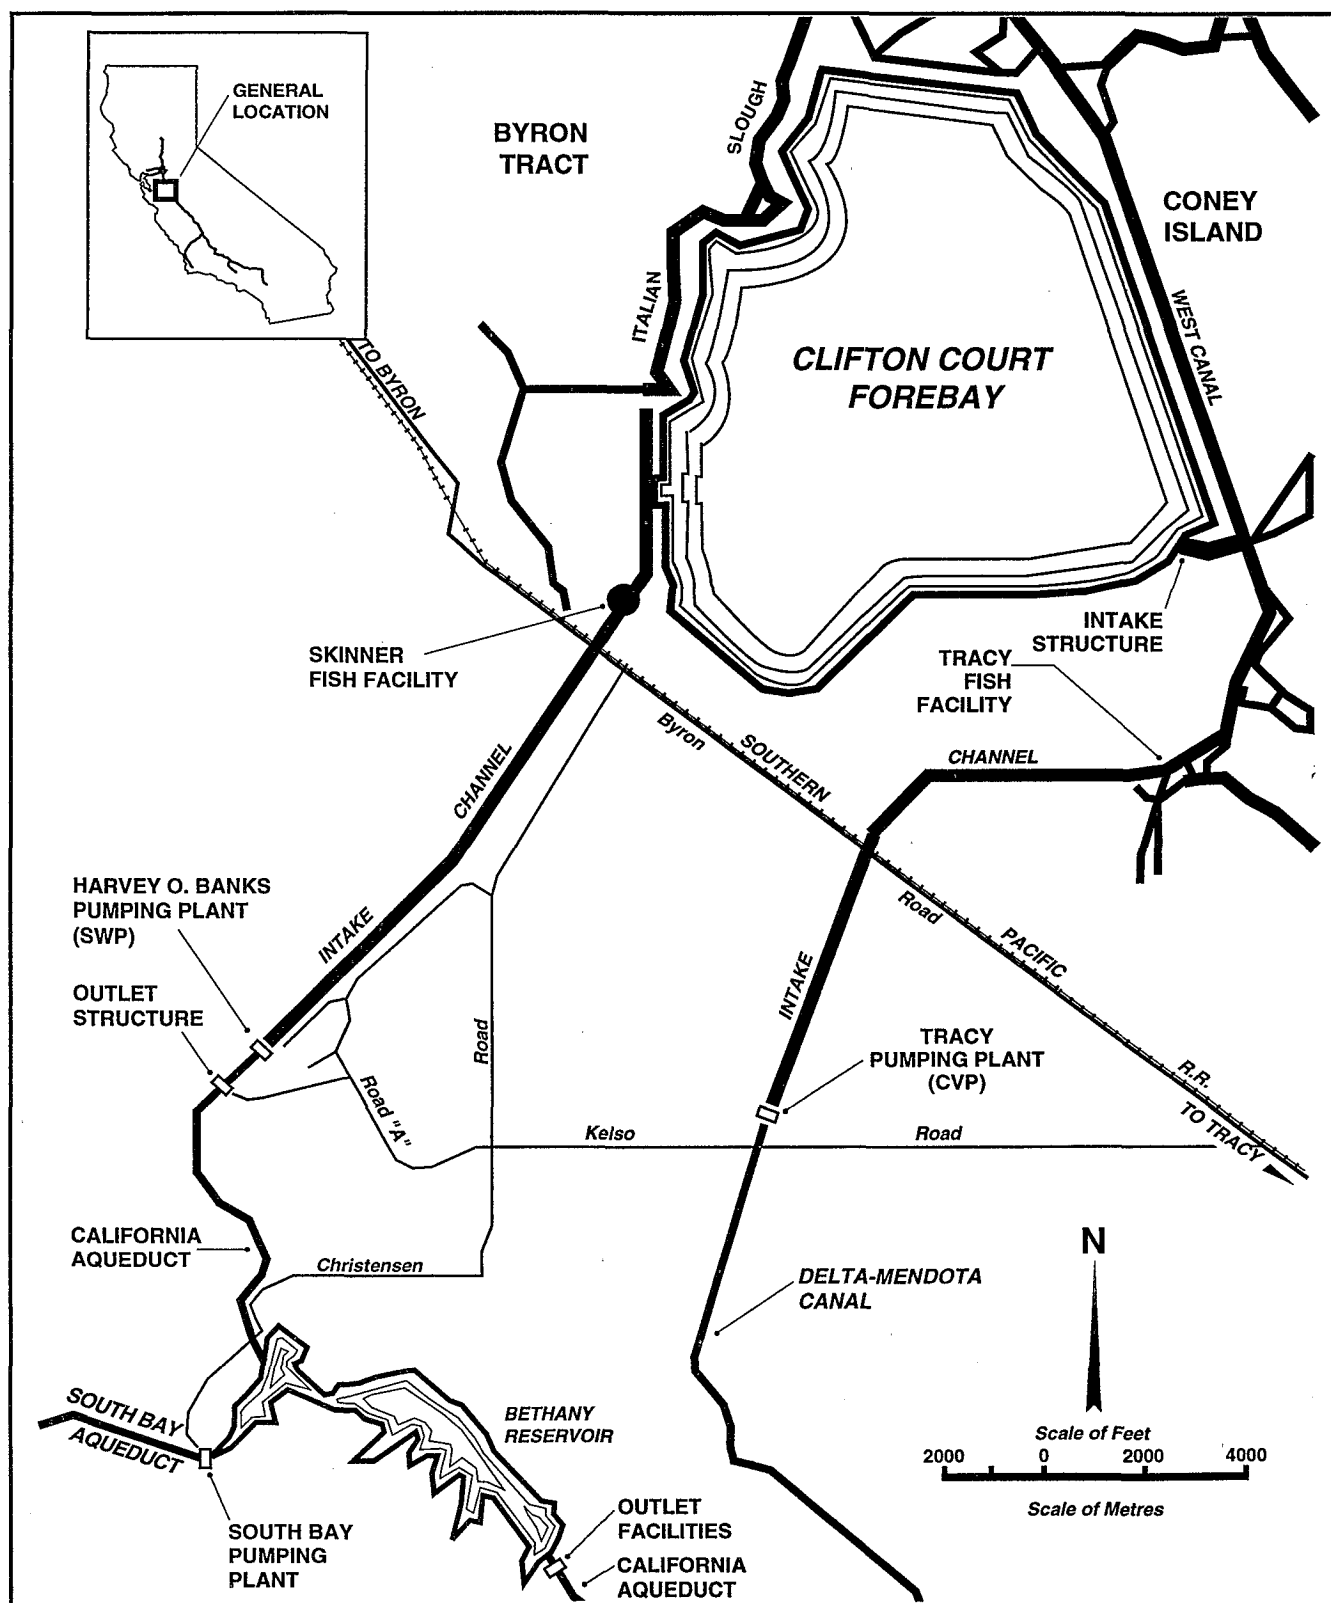 GENERAL
LOCATION
BYRON
TRACT
SLOUGH
CONEY
ISLAND
ITALIAN
WEST CANAL
TO BYRON
CLIFTON COURT
FOREBAY
INTAKE
STRUCTURE
SKINNER
FISH FACILITY
TRACY
FISH
FACILITY
Byron
SOUTHERN
CHANNEL
CHANNEL
HARVEY O. BANKS
PUMPING PLANT
(SWP)
INTAKE
Road
PACIFIC
INTAKE
OUTLET
STRUCTURE
Road
TRACY
PUMPING PLANT
(CVP)
R.R.
Road "A"
Kelso
Road
TO TRACY
CALIFORNIA
AQUEDUCT
Christensen
N
DELTA-MENDOTA
CANAL
SOUTH BAY
AQUEDUCT
BETHANY
RESERVOIR
Scale of Feet
2000 0 2000 4000
Scale of Metres
OUTLET
FACILITIES
SOUTH BAY
PUMPING
PLANT
CALIFORNIA
AQUEDUCT